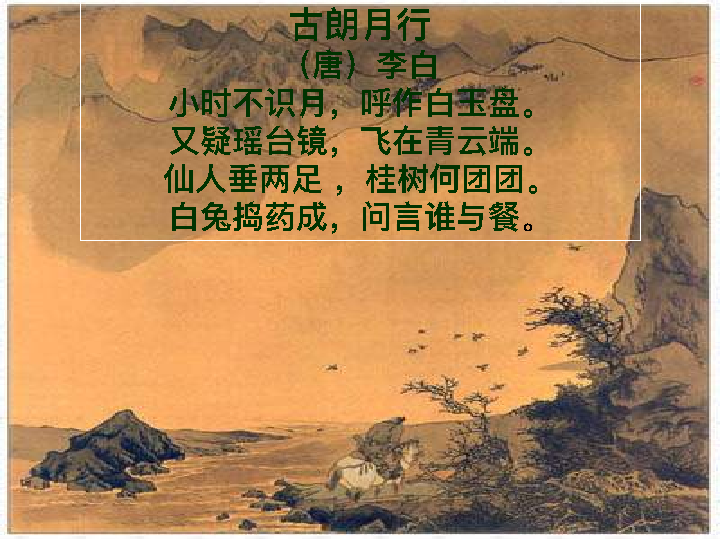 古朗月行
（唐）李白
小时不识月，呼作白玉盘。
又疑瑶台镜，飞在青云端。
仙人垂两足 ，桂树何团团。
白兔捣药成，问言谁与餐。